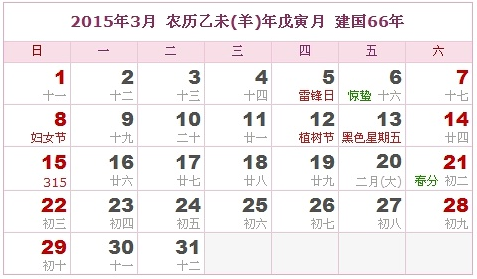 2015年3月 农历乙未(羊)年戊寅月 建国66年
日 一 二 三 四 五 六
1 2 3 4 5 6 7
十一 十二 十三 十四 雷锋日 惊蛰 十六 十七
8 9 10 11 12 13 14
妇女节 十九 二十 廿一 植树节 黑色星期五 廿四
15 16 17 18 19 20 21
315 廿六 廿七 廿八 廿九 二月(大) 春分 初二
22 23 24 25 26 27 28
初三 初四 初五 初六 初七 初八 初九
29 30 31
初十 十一 十二